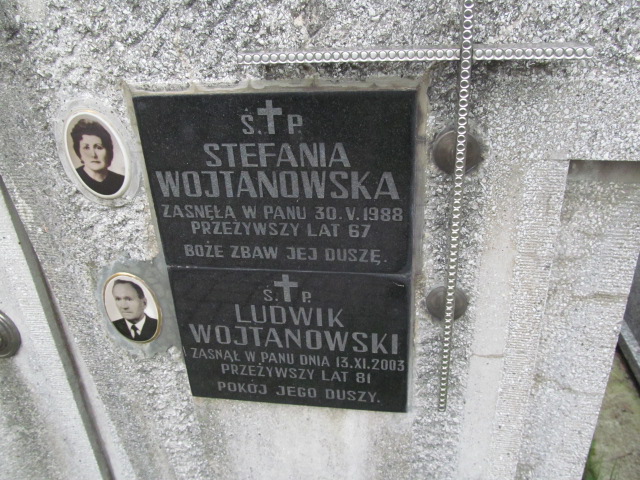 Ś.✝P.
STEFANIA
WOJTANOWSKA
ZASNĘŁA W PANU 30.V.1988
PRZEŻYWSZY LAT 67
BOŻE ZBAW JEJ DUSZĘ.
Ś.✝P.
LUDWIK
WOJTANOWSKI
ZASNĄŁ W PANU DNIA 13.XI.2003
PRZEŻYWSZY LAT 81
POKÓJ JEGO DUSZY.